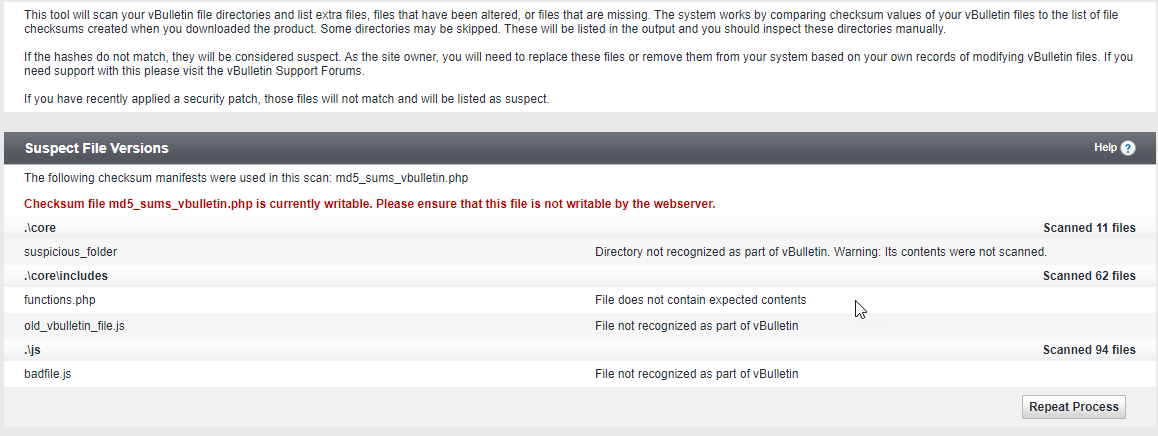 This tool will scan your vBulletin file directories and list extra files, files that have been altered, or files that are missing. The system works by comparing checksum values of your vBulletin files to the list of file
checksums created when you downloaded the product. Some directories may be skipped. These will be listed in the output and you should inspect these directories manually.
If the hashes do not match, they will be considered suspect. As the site owner, you will need to replace these files or remove them from your system based on your own records of modifying vBulletin files. If you
need support with this please visit the vBulletin Support Forums.
If you have recently applied a security patch, those files will not match and will be listed as suspect.
Suspect File Versions Help ?
The following checksum manifests were used in this scan: md5_sums_vbulletin.php
Checksum file md5_sums_vbulletin.php is currently writable. Please ensure that this file is not writable by the webserver.
.\core Scanned 11 files
suspicious_folder Directory not recognized as part of vBulletin. Warning: Its contents were not scanned.
.\core\includes Scanned 62 files
functions.php File does not contain expected contents
old_vbulletin_file.js File not recognized as part of vBulletin
.\js Scanned 94 files
badfile.js File not recognized as part of vBulletin
Repeat Process